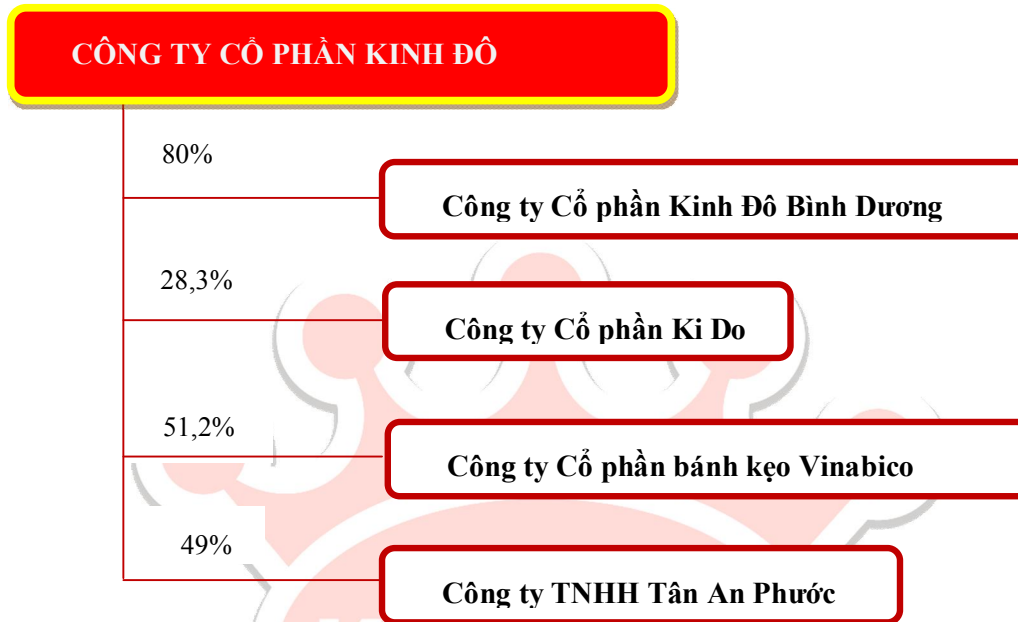 CÔNG TY CỔ PHẦN KINH ĐÔ
80%
Công ty Cổ phần Kinh Đô Bình Dương
28,3%
Công ty Cổ phần Ki Do
51,2%
Công ty Cổ phần bánh kẹo Vinabico
49%
Công ty TNHH Tân An Phước